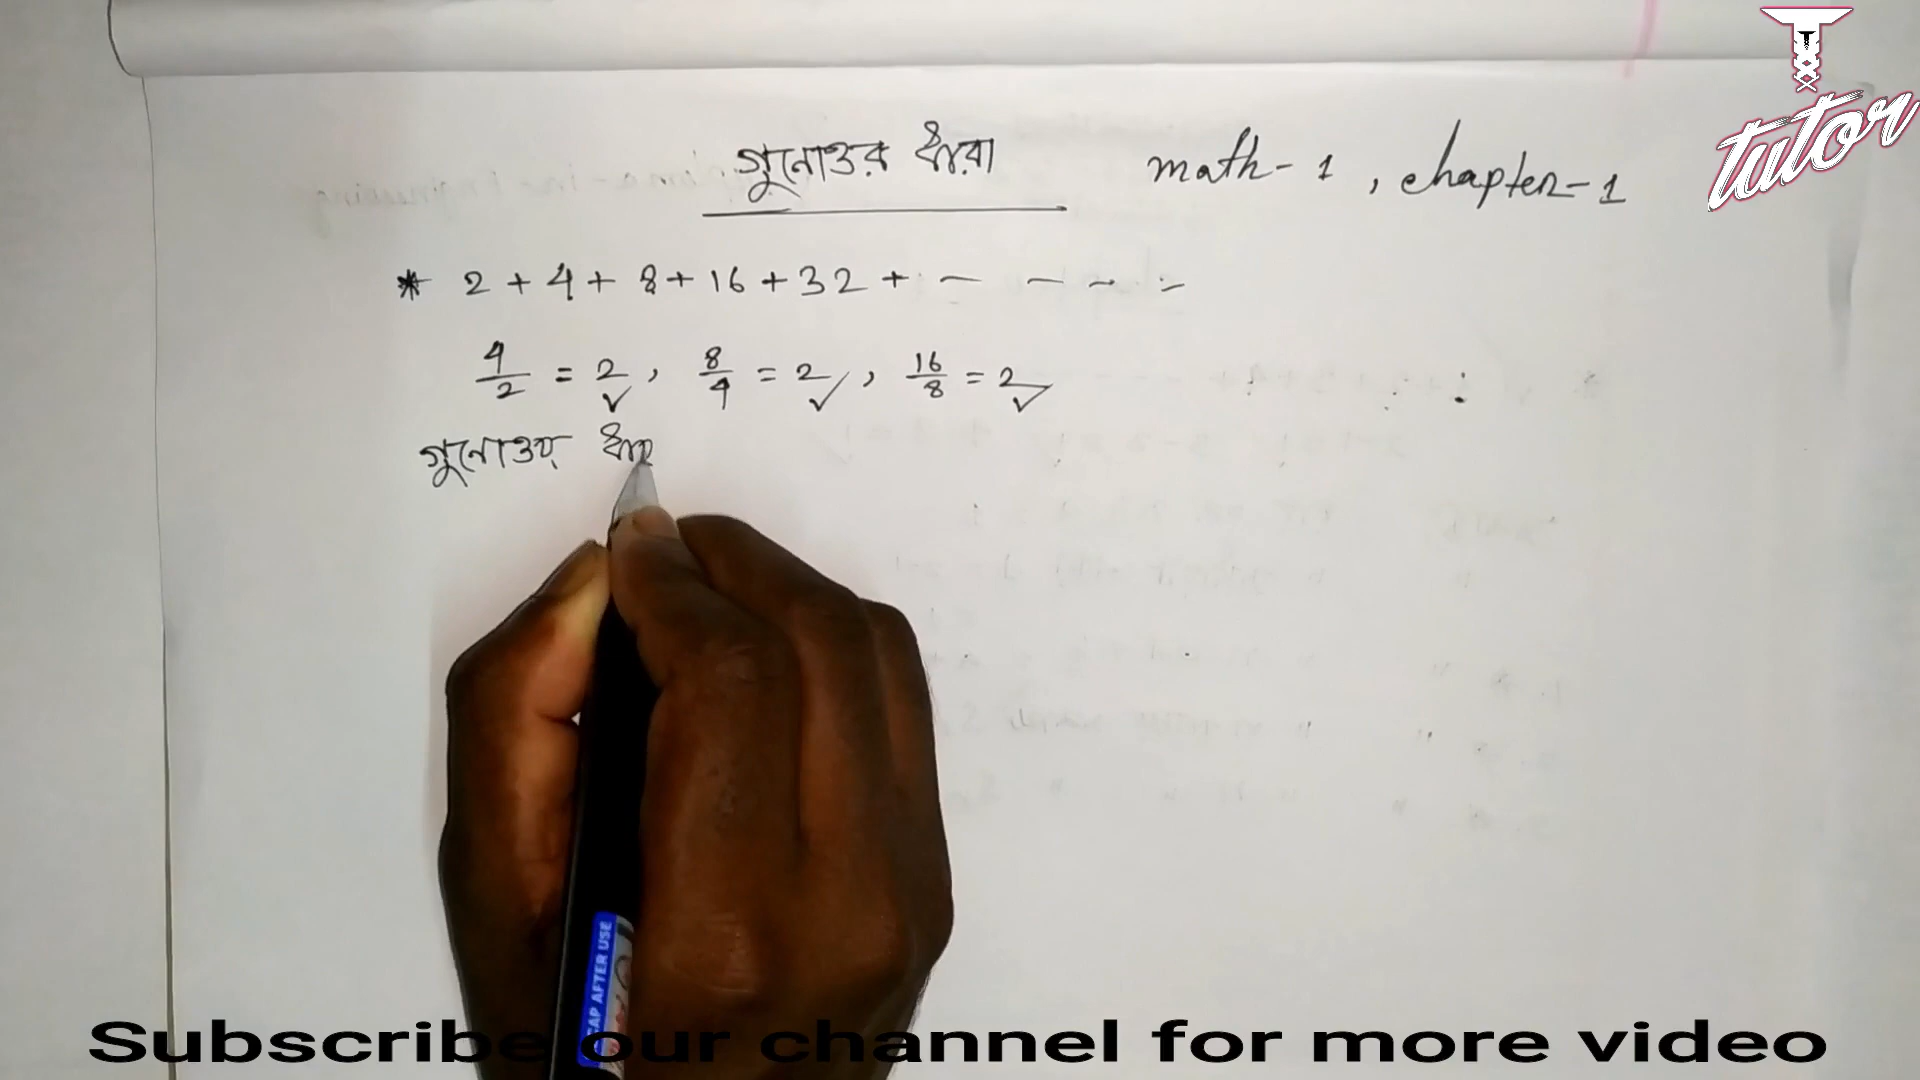 T
tutor
গুনোত্তর ধারা math-1, chapter-1
* 2 + 4 + 8 + 16 + 32 + - - - -
4/2 = 2 ✓, 8/4 = 2 ✓, 16/8 = 2 ✓
গুনোত্তর ধার
CAP AFTER USE
Subscribe our channel for more video